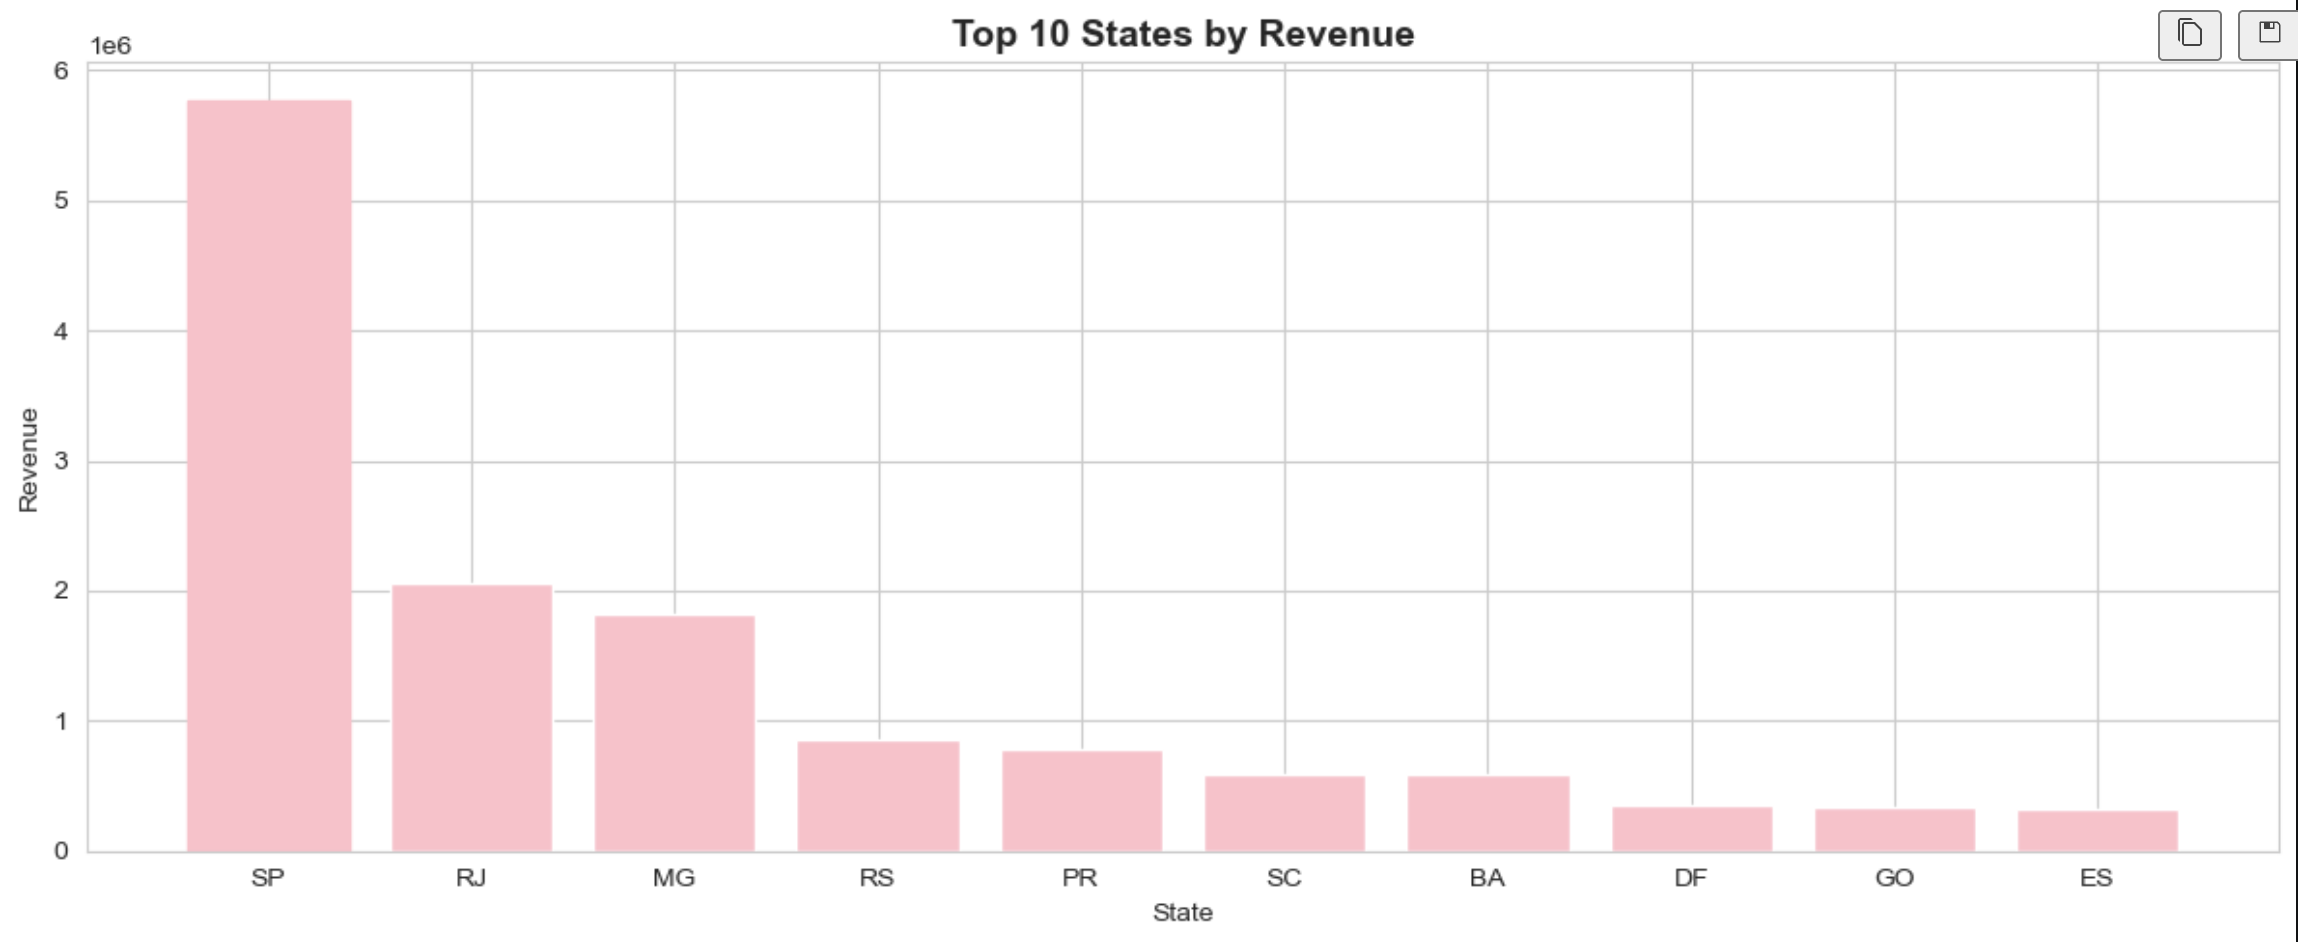 Top 10 States by Revenue
1e6
6
5
4
3
2
1
0
Revenue
SP RJ MG RS PR SC BA DF GO ES
State